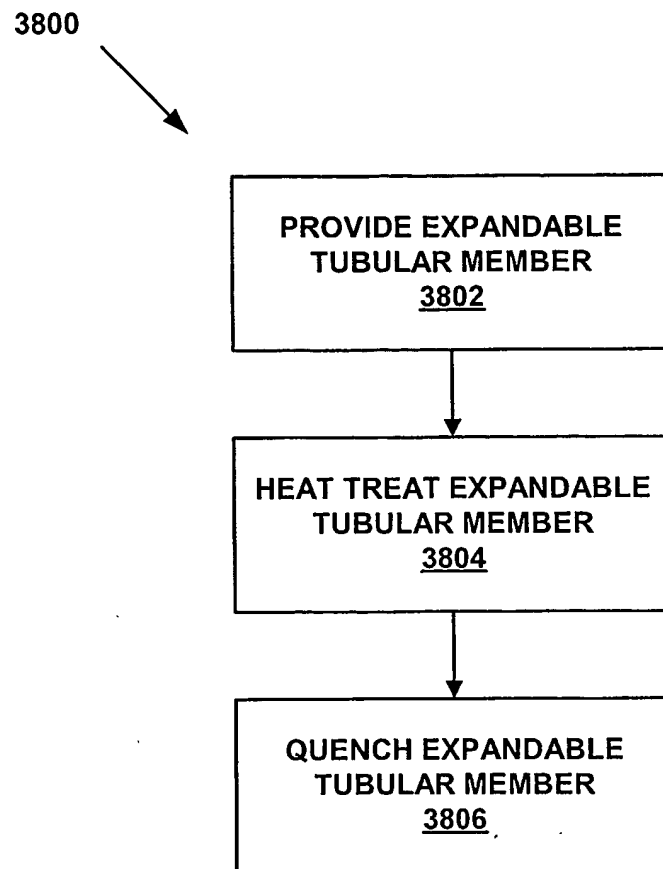 3800
PROVIDE EXPANDABLE
TUBULAR MEMBER
3802
HEAT TREAT EXPANDABLE
TUBULAR MEMBER
3804
QUENCH EXPANDABLE
TUBULAR MEMBER
3806